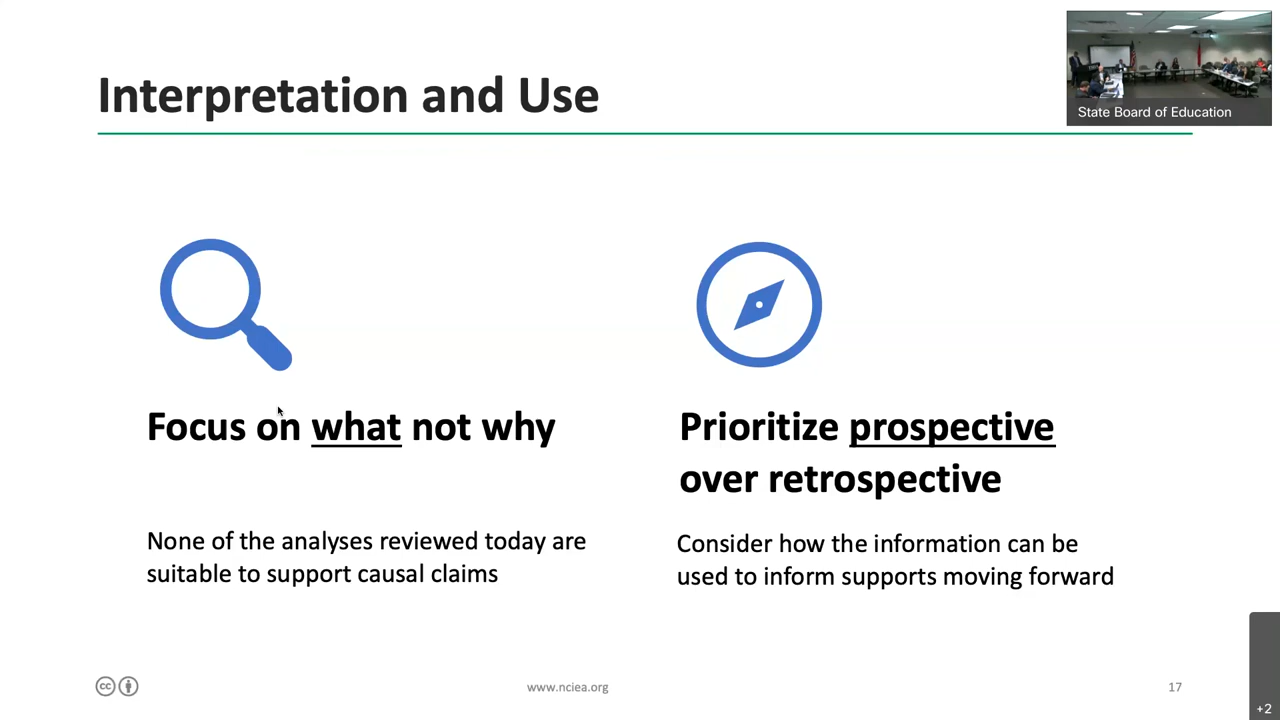 Interpretation and Use
State Board of Education
Focus on what not why
Prioritize prospective
over retrospective
None of the analyses reviewed today are
suitable to support causal claims
Consider how the information can be
used to inform supports moving forward
cc
www.nciea.org
17
+2